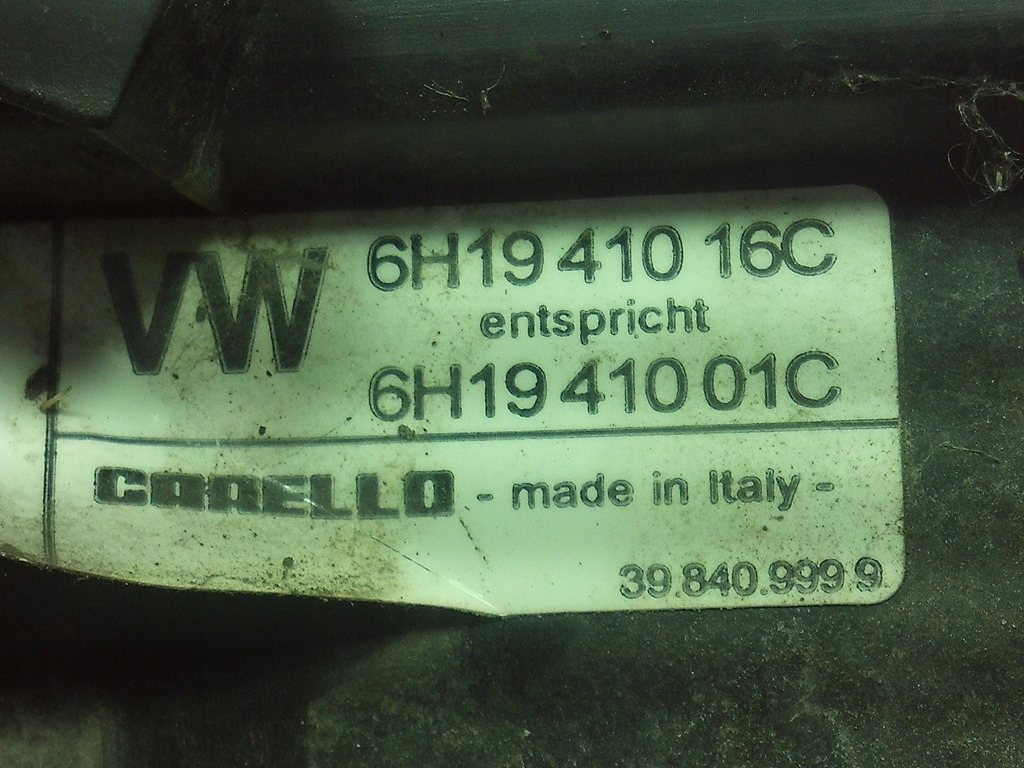 VW
6H19 410 16C
entspricht
6H19 410 01C
CARELLO - made in Italy -
39.840.999 9